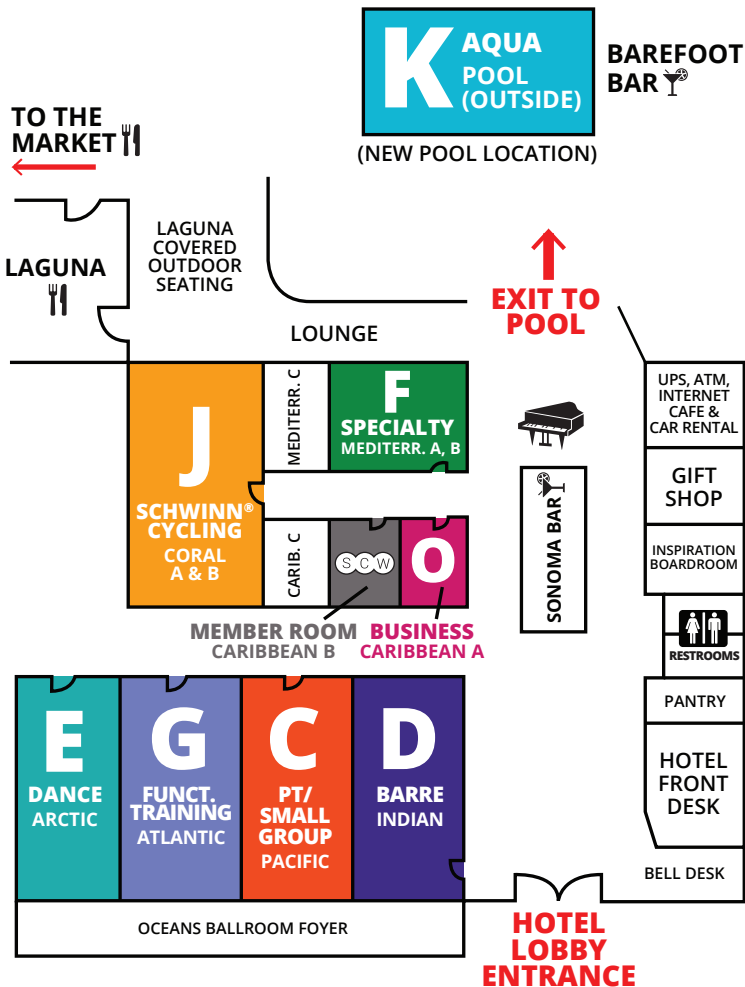 K
AQUA
POOL
(OUTSIDE)
BAREFOOT
BAR
(NEW POOL LOCATION)
TO THE
MARKET
LAGUNA
COVERED
OUTDOOR
SEATING
LAGUNA
EXIT TO
POOL
LOUNGE
J
SCHWINN®
CYCLING
CORAL
A & B
MEDITERR. C
F
SPECIALTY
MEDITERR. A, B
CARIB. C
SCW
O
MEMBER ROOM
CARIBBEAN B
BUSINESS
CARIBBEAN A
SONOMA BAR
UPS, ATM,
INTERNET
CAFE &
CAR RENTAL
GIFT
SHOP
INSPIRATION
BOARDROOM
RESTROOMS
PANTRY
HOTEL
FRONT
DESK
BELL DESK
E
DANCE
ARCTIC
G
FUNCT.
TRAINING
ATLANTIC
C
PT/
SMALL
GROUP
PACIFIC
D
BARRE
INDIAN
OCEANS BALLROOM FOYER
HOTEL
LOBBY
ENTRANCE